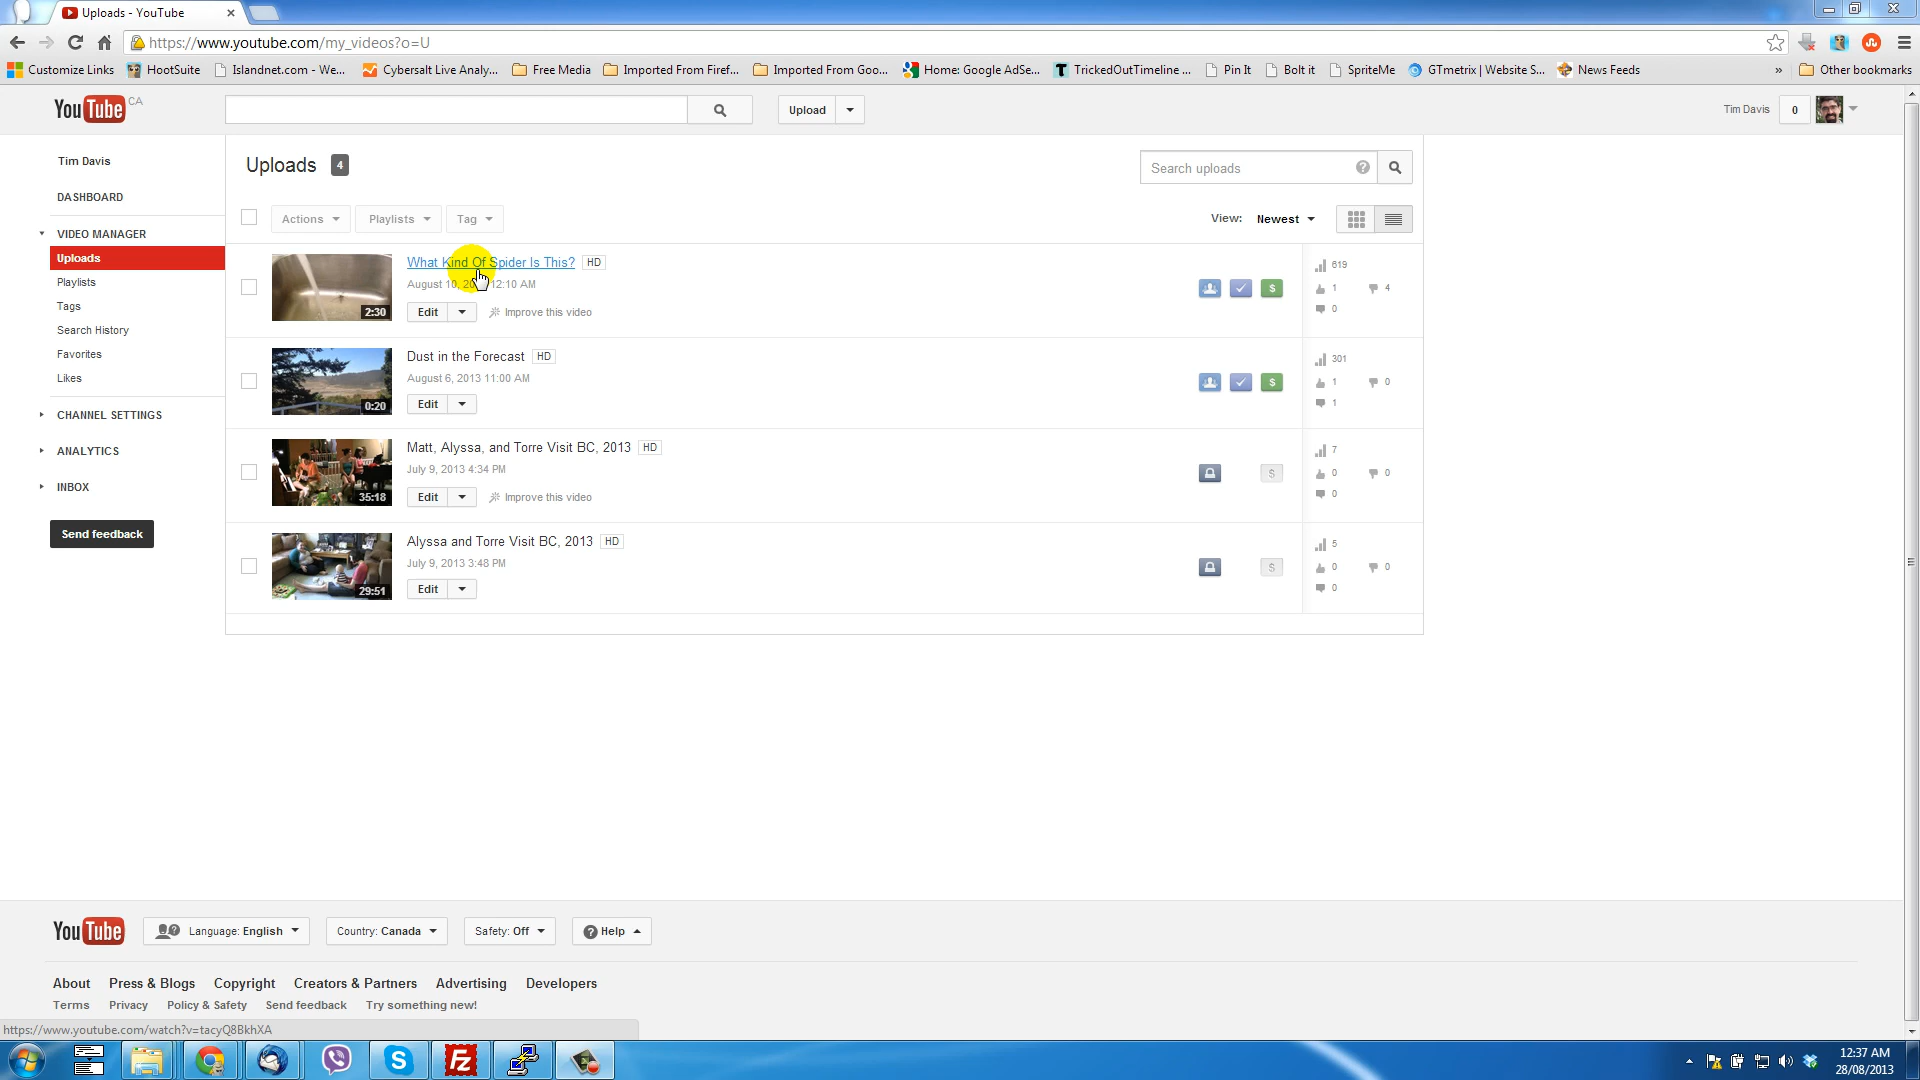 Uploads - YouTube
https://www.youtube.com/my_videos?o=U
Customize Links HootSuite Islandnet.com - We... Cybersalt Live Analy... Free Media Imported From Firef... Imported From Goo... Home: Google AdSe... TrickedOutTimeline ... Pin It Bolt it SpriteMe GTmetrix | Website S... News Feeds » Other bookmarks
YouTube CA Upload Tim Davis 0
Tim Davis
DASHBOARD
VIDEO MANAGER
Uploads
Playlists
Tags
Search History
Favorites
Likes
CHANNEL SETTINGS
ANALYTICS
INBOX
Send feedback
Uploads 4 Search uploads ?
Actions Playlists Tag View: Newest
What Kind Of Spider Is This? HD 619
August 10, 20 12:10 AM $ 1 4
2:30 Edit Improve this video 0
Dust in the Forecast HD 301
August 6, 2013 11:00 AM $ 1 0
0:20 Edit 1
Matt, Alyssa, and Torre Visit BC, 2013 HD 7
July 9, 2013 4:34 PM $ 0 0
35:18 Edit Improve this video 0
Alyssa and Torre Visit BC, 2013 HD 5
July 9, 2013 3:48 PM $ 0 0
29:51 Edit 0
YouTube Language: English Country: Canada Safety: Off Help
About Press & Blogs Copyright Creators & Partners Advertising Developers
Terms Privacy Policy & Safety Send feedback Try something new!
https://www.youtube.com/watch?v=tacyQ8BkhXA
12:37 AM
28/08/2013